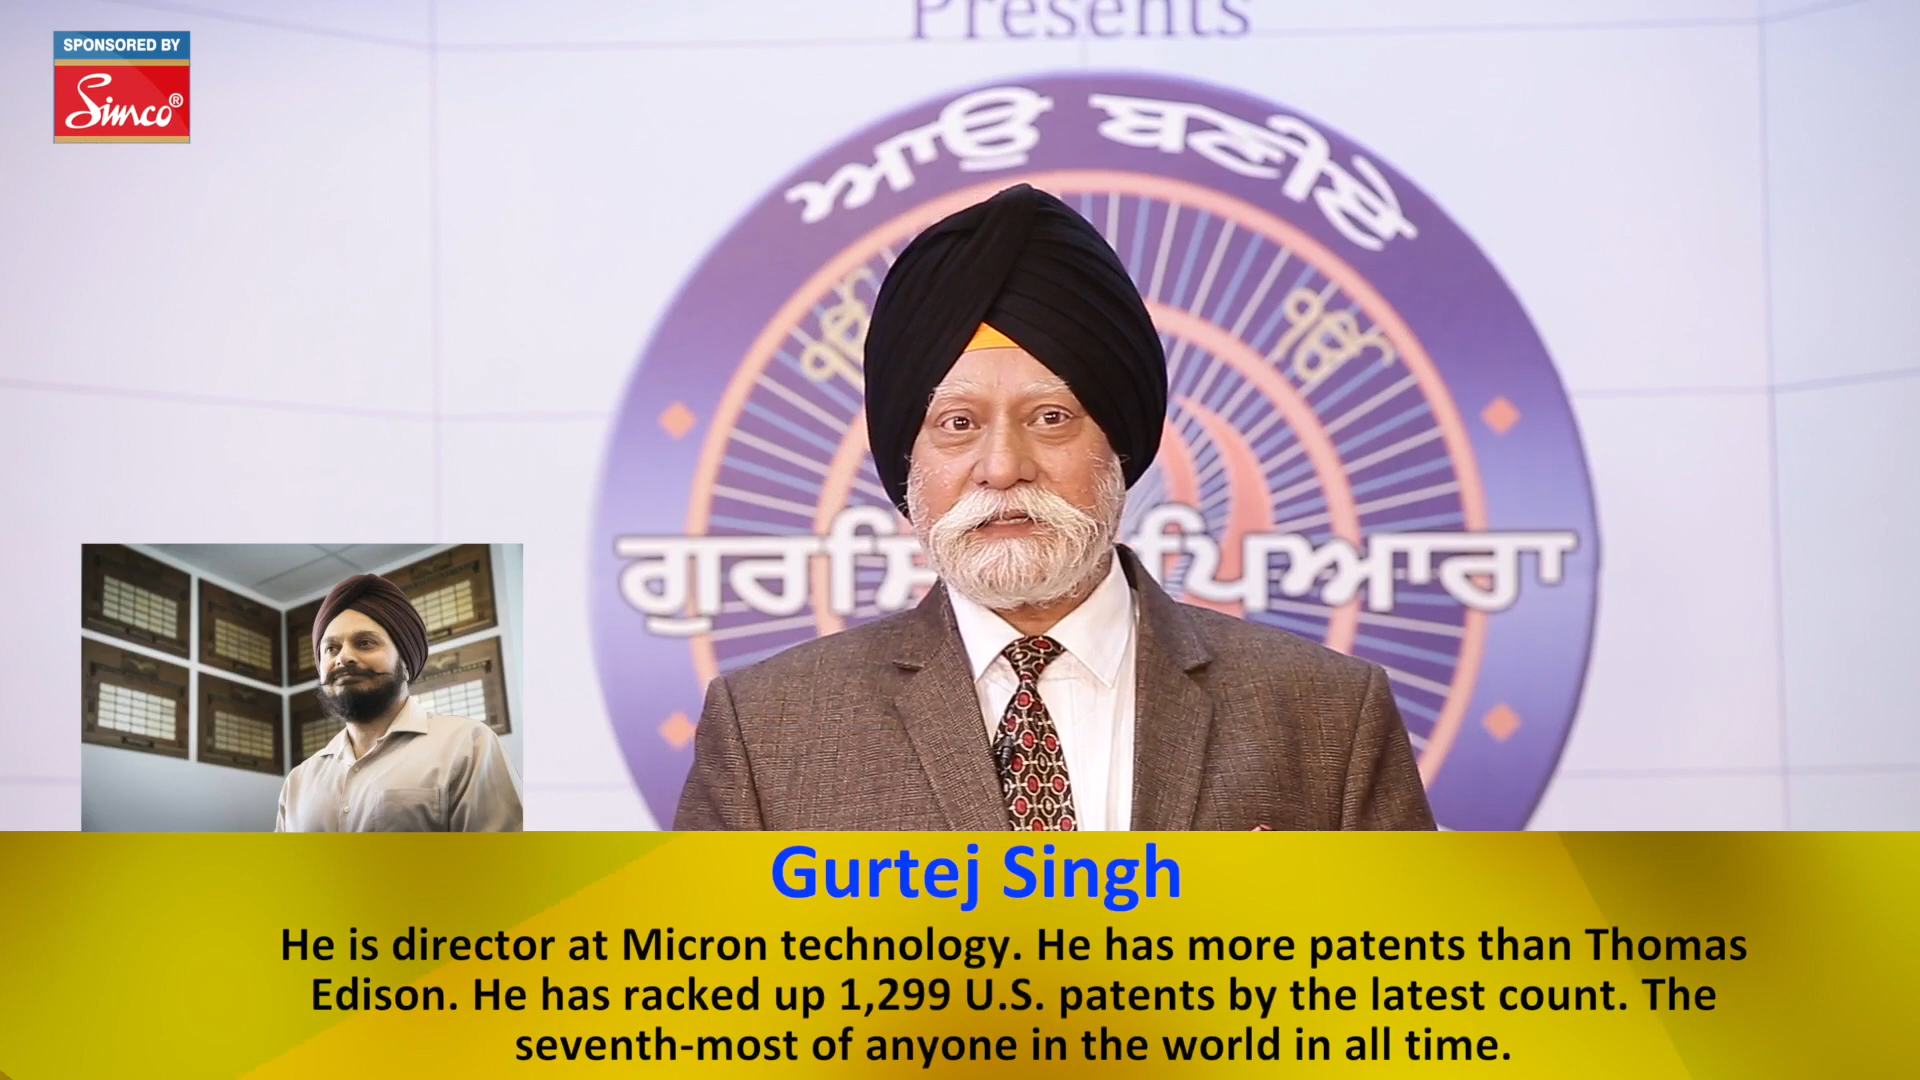 Presents
SPONSORED BY
Simco®
ਆਓ ਬਣੀਏ
ੴ ੴ
ਪਿਆਰਾ
Gurtej Singh
He is director at Micron technology. He has more patents than Thomas
Edison. He has racked up 1,299 U.S. patents by the latest count. The
seventh-most of anyone in the world in all time.